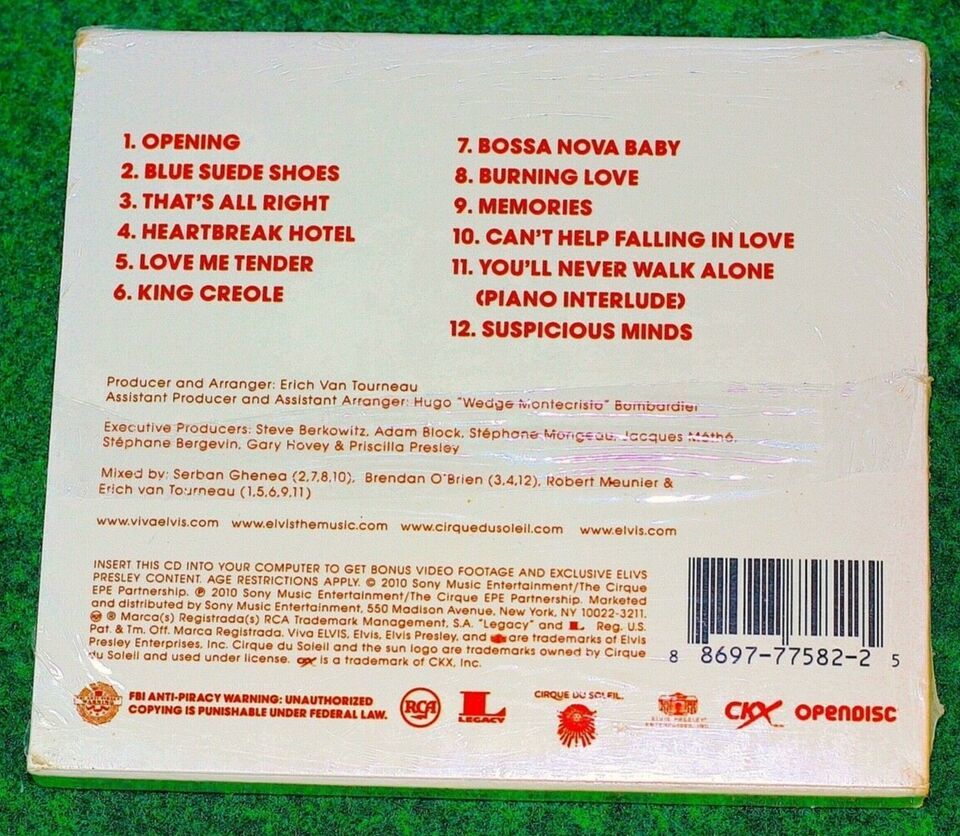 1. OPENING
2. BLUE SUEDE SHOES
3. THAT'S ALL RIGHT
4. HEARTBREAK HOTEL
5. LOVE ME TENDER
6. KING CREOLE
7. BOSSA NOVA BABY
8. BURNING LOVE
9. MEMORIES
10. CAN'T HELP FALLING IN LOVE
11. YOU'LL NEVER WALK ALONE
(PIANO INTERLUDE)
12. SUSPICIOUS MINDS
Producer and Arranger: Erich Van Tourneau
Assistant Producer and Assistant Arranger: Hugo "Wedge Montecristo" Bombardier
Executive Producers: Steve Berkowitz, Adam Block, Stéphane Mongeau, Jacques Méthé,
Stéphane Bergevin, Gary Hovey & Priscilla Presley
Mixed by: Serban Ghenea (2,7,8,10), Brendan O'Brien (3,4,12), Robert Meunier &
Erich van Tourneau (1,5,6,9,11)
www.vivaelvis.com www.elvisthemusic.com www.cirquedusoleil.com www.elvis.com
INSERT THIS CD INTO YOUR COMPUTER TO GET BONUS VIDEO FOOTAGE AND EXCLUSIVE ELIVS
PRESLEY CONTENT. AGE RESTRICTIONS APPLY. © 2010 Sony Music Entertainment/The Cirque
EPE Partnership. ℗ 2010 Sony Music Entertainment/The Cirque EPE Partnership. Marketed
and distributed by Sony Music Entertainment, 550 Madison Avenue, New York, NY 10022-3211.
® Marca(s) Registrada(s) RCA Trademark Management, S.A. "Legacy" and L Reg. U.S.
Pat. & Tm. Off. Marca Registrada. Viva ELVIS, Elvis, Elvis Presley, and are trademarks of Elvis
Presley Enterprises, Inc. Cirque du Soleil and the sun logo are trademarks owned by Cirque
du Soleil and used under license. CKX is a trademark of CKX, Inc.
8 8697-77582-2 5
FBI ANTI-PIRACY WARNING: UNAUTHORIZED
COPYING IS PUNISHABLE UNDER FEDERAL LAW.
RCA
L
LEGACY
CIRQUE DU SOLEIL.
ELVIS PRESLEY
ENTERPRISES, INC.
CKX
OPENDISC